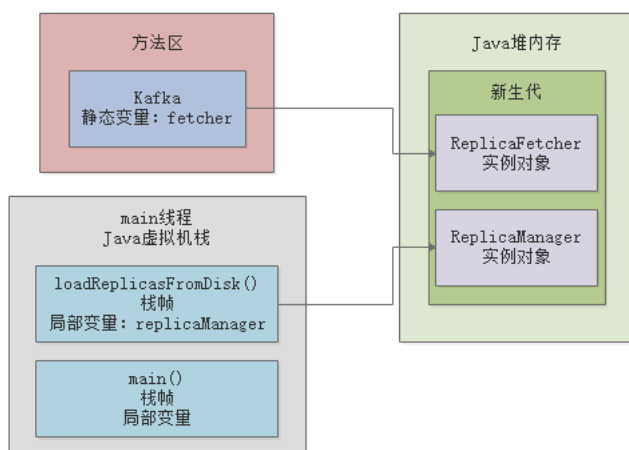 方法区
Kafka
静态变量：fetcher
main线程
Java虚拟机栈
loadReplicasFromDisk()
栈帧
局部变量：replicaManager
main()
栈帧
局部变量
Java堆内存
新生代
ReplicaFetcher
实例对象
ReplicaManager
实例对象